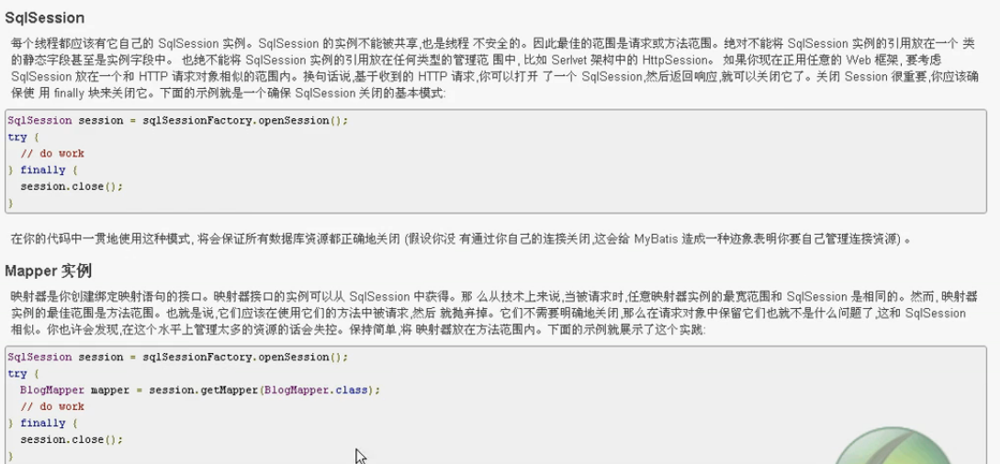 SqlSession
每个线程都应该有它自己的 SqlSession 实例。SqlSession 的实例不能被共享,也是线程 不安全的。因此最佳的范围是请求或方法范围。绝对不能将 SqlSession 实例的引用放在一个 类
的静态字段甚至是实例字段中。 也绝不能将 SqlSession 实例的引用放在任何类型的管理范 围中, 比如 Serlvet 架构中的 HttpSession。 如果你现在正用任意的 Web 框架, 要考虑
SqlSession 放在一个和 HTTP 请求对象相似的范围内。换句话说,基于收到的 HTTP 请求,你可以打开 了一个 SqlSession,然后返回响应,就可以关闭它了。关闭 Session 很重要,你应该确
保使 用 finally 块来关闭它。下面的示例就是一个确保 SqlSession 关闭的基本模式:
SqlSession session = sqlSessionFactory.openSession();
try {
// do work
} finally {
session.close();
}
在你的代码中一贯地使用这种模式, 将会保证所有数据库资源都正确地关闭 (假设你没 有通过你自己的连接关闭,这会给 MyBatis 造成一种迹象表明你要自己管理连接资源) 。
Mapper 实例
映射器是你创建绑定映射语句的接口。映射器接口的实例可以从 SqlSession 中获得。那 么从技术上来说,当被请求时,任意映射器实例的最宽范围和 SqlSession 是相同的。然而, 映射器
实例的最佳范围是方法范围。也就是说,它们应该在使用它们的方法中被请求,然后 就抛弃掉。它们不需要明确地关闭,那么在请求对象中保留它们也就不是什么问题了,这和 SqlSession
相似。你也许会发现,在这个水平上管理太多的资源的话会失控。保持简单,将 映射器放在方法范围内。下面的示例就展示了这个实践:
SqlSession session = sqlSessionFactory.openSession();
try {
BlogMapper mapper = session.getMapper(BlogMapper.class);
// do work
} finally {
session.close();
}